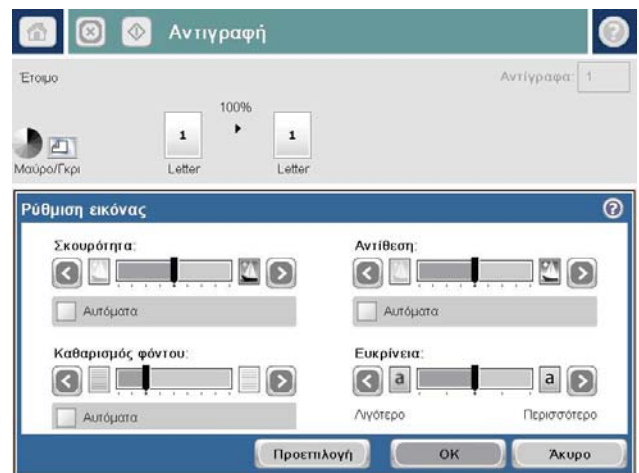 Αντιγραφή
?
Έτοιμο
Αντίγραφα: 1
100%
1 1
Μαύρο/Γκρι Letter Letter
Ρύθμιση εικόνας ?
Σκουρότητα: Αντίθεση:
Αυτόματα Αυτόματα
Καθαρισμός φόντου: Ευκρίνεια:
a a
Αυτόματα Λιγότερο Περισσότερο
Προεπιλογή OK Άκυρο